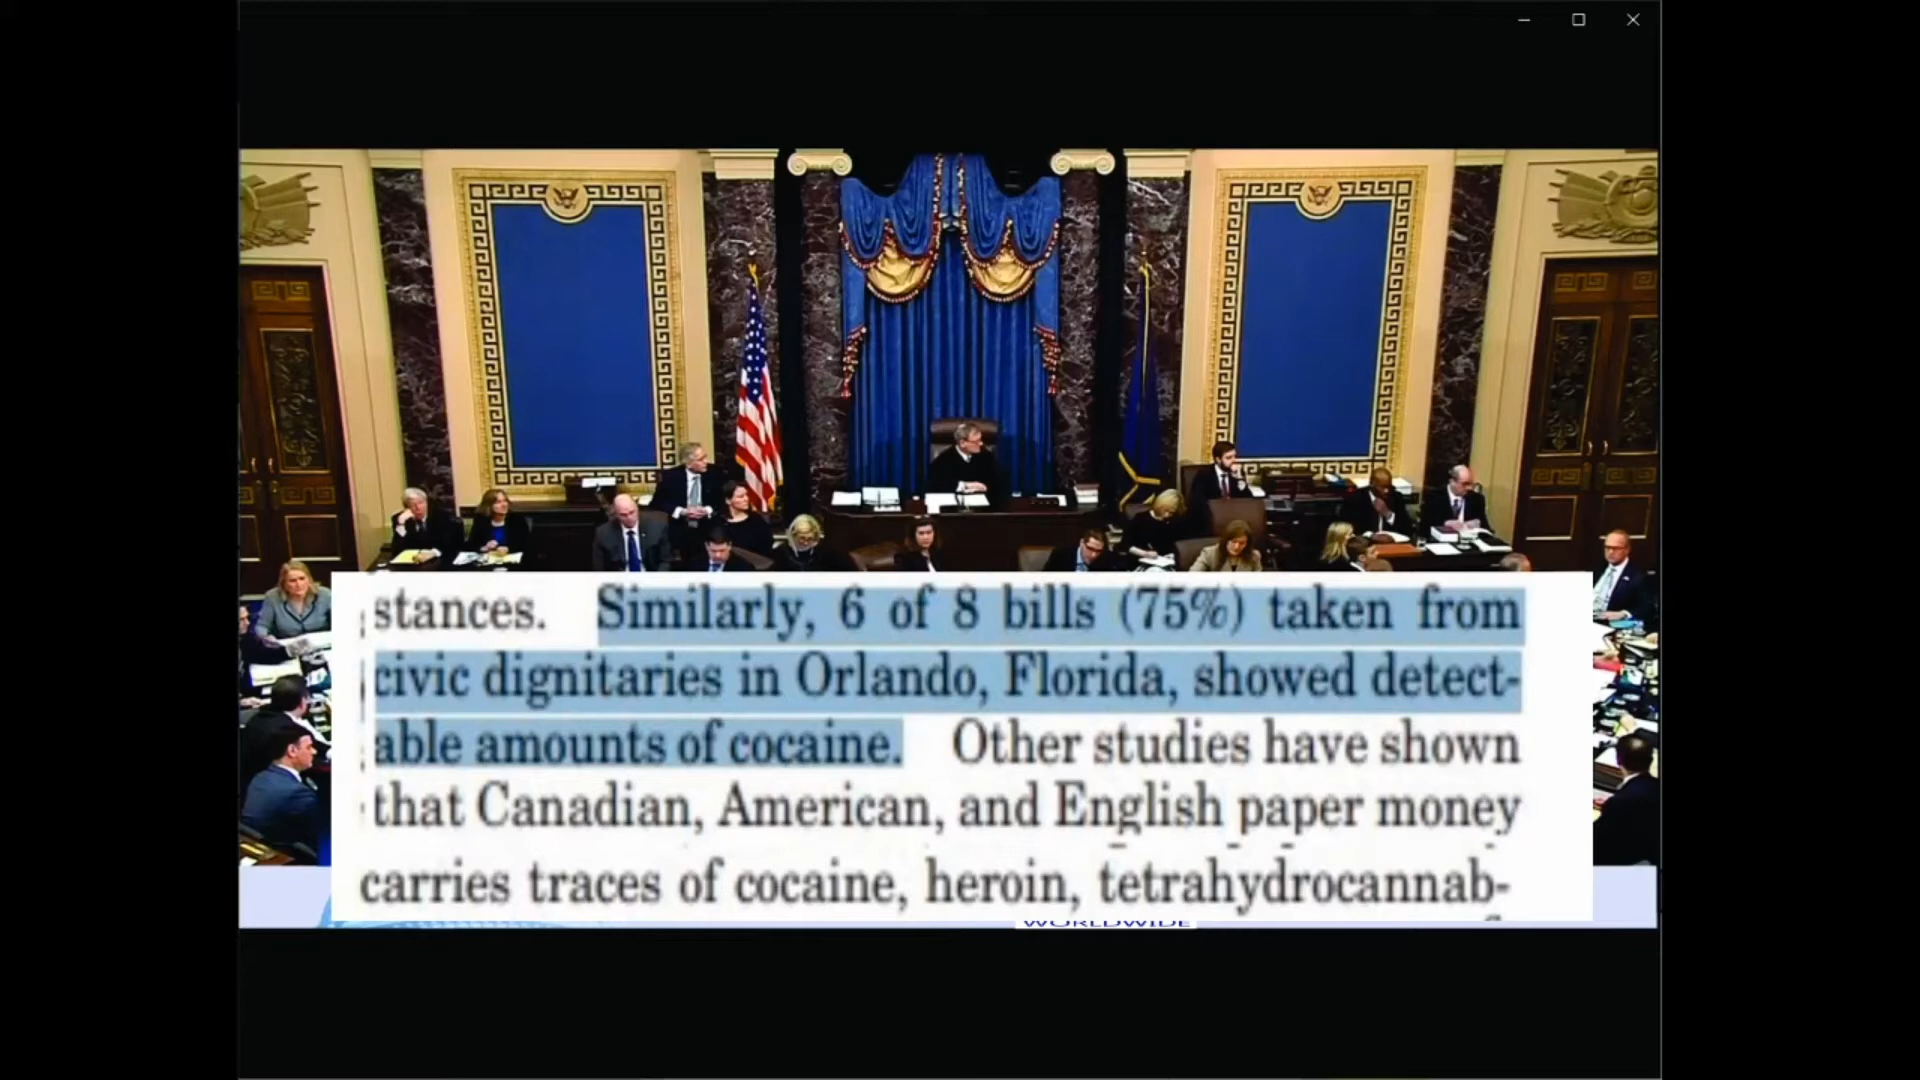 stances. Similarly, 6 of 8 bills (75%) taken from
civic dignitaries in Orlando, Florida, showed detect-
able amounts of cocaine. Other studies have shown
that Canadian, American, and English paper money
carries traces of cocaine, heroin, tetrahydrocannab-
WORLDWIDE